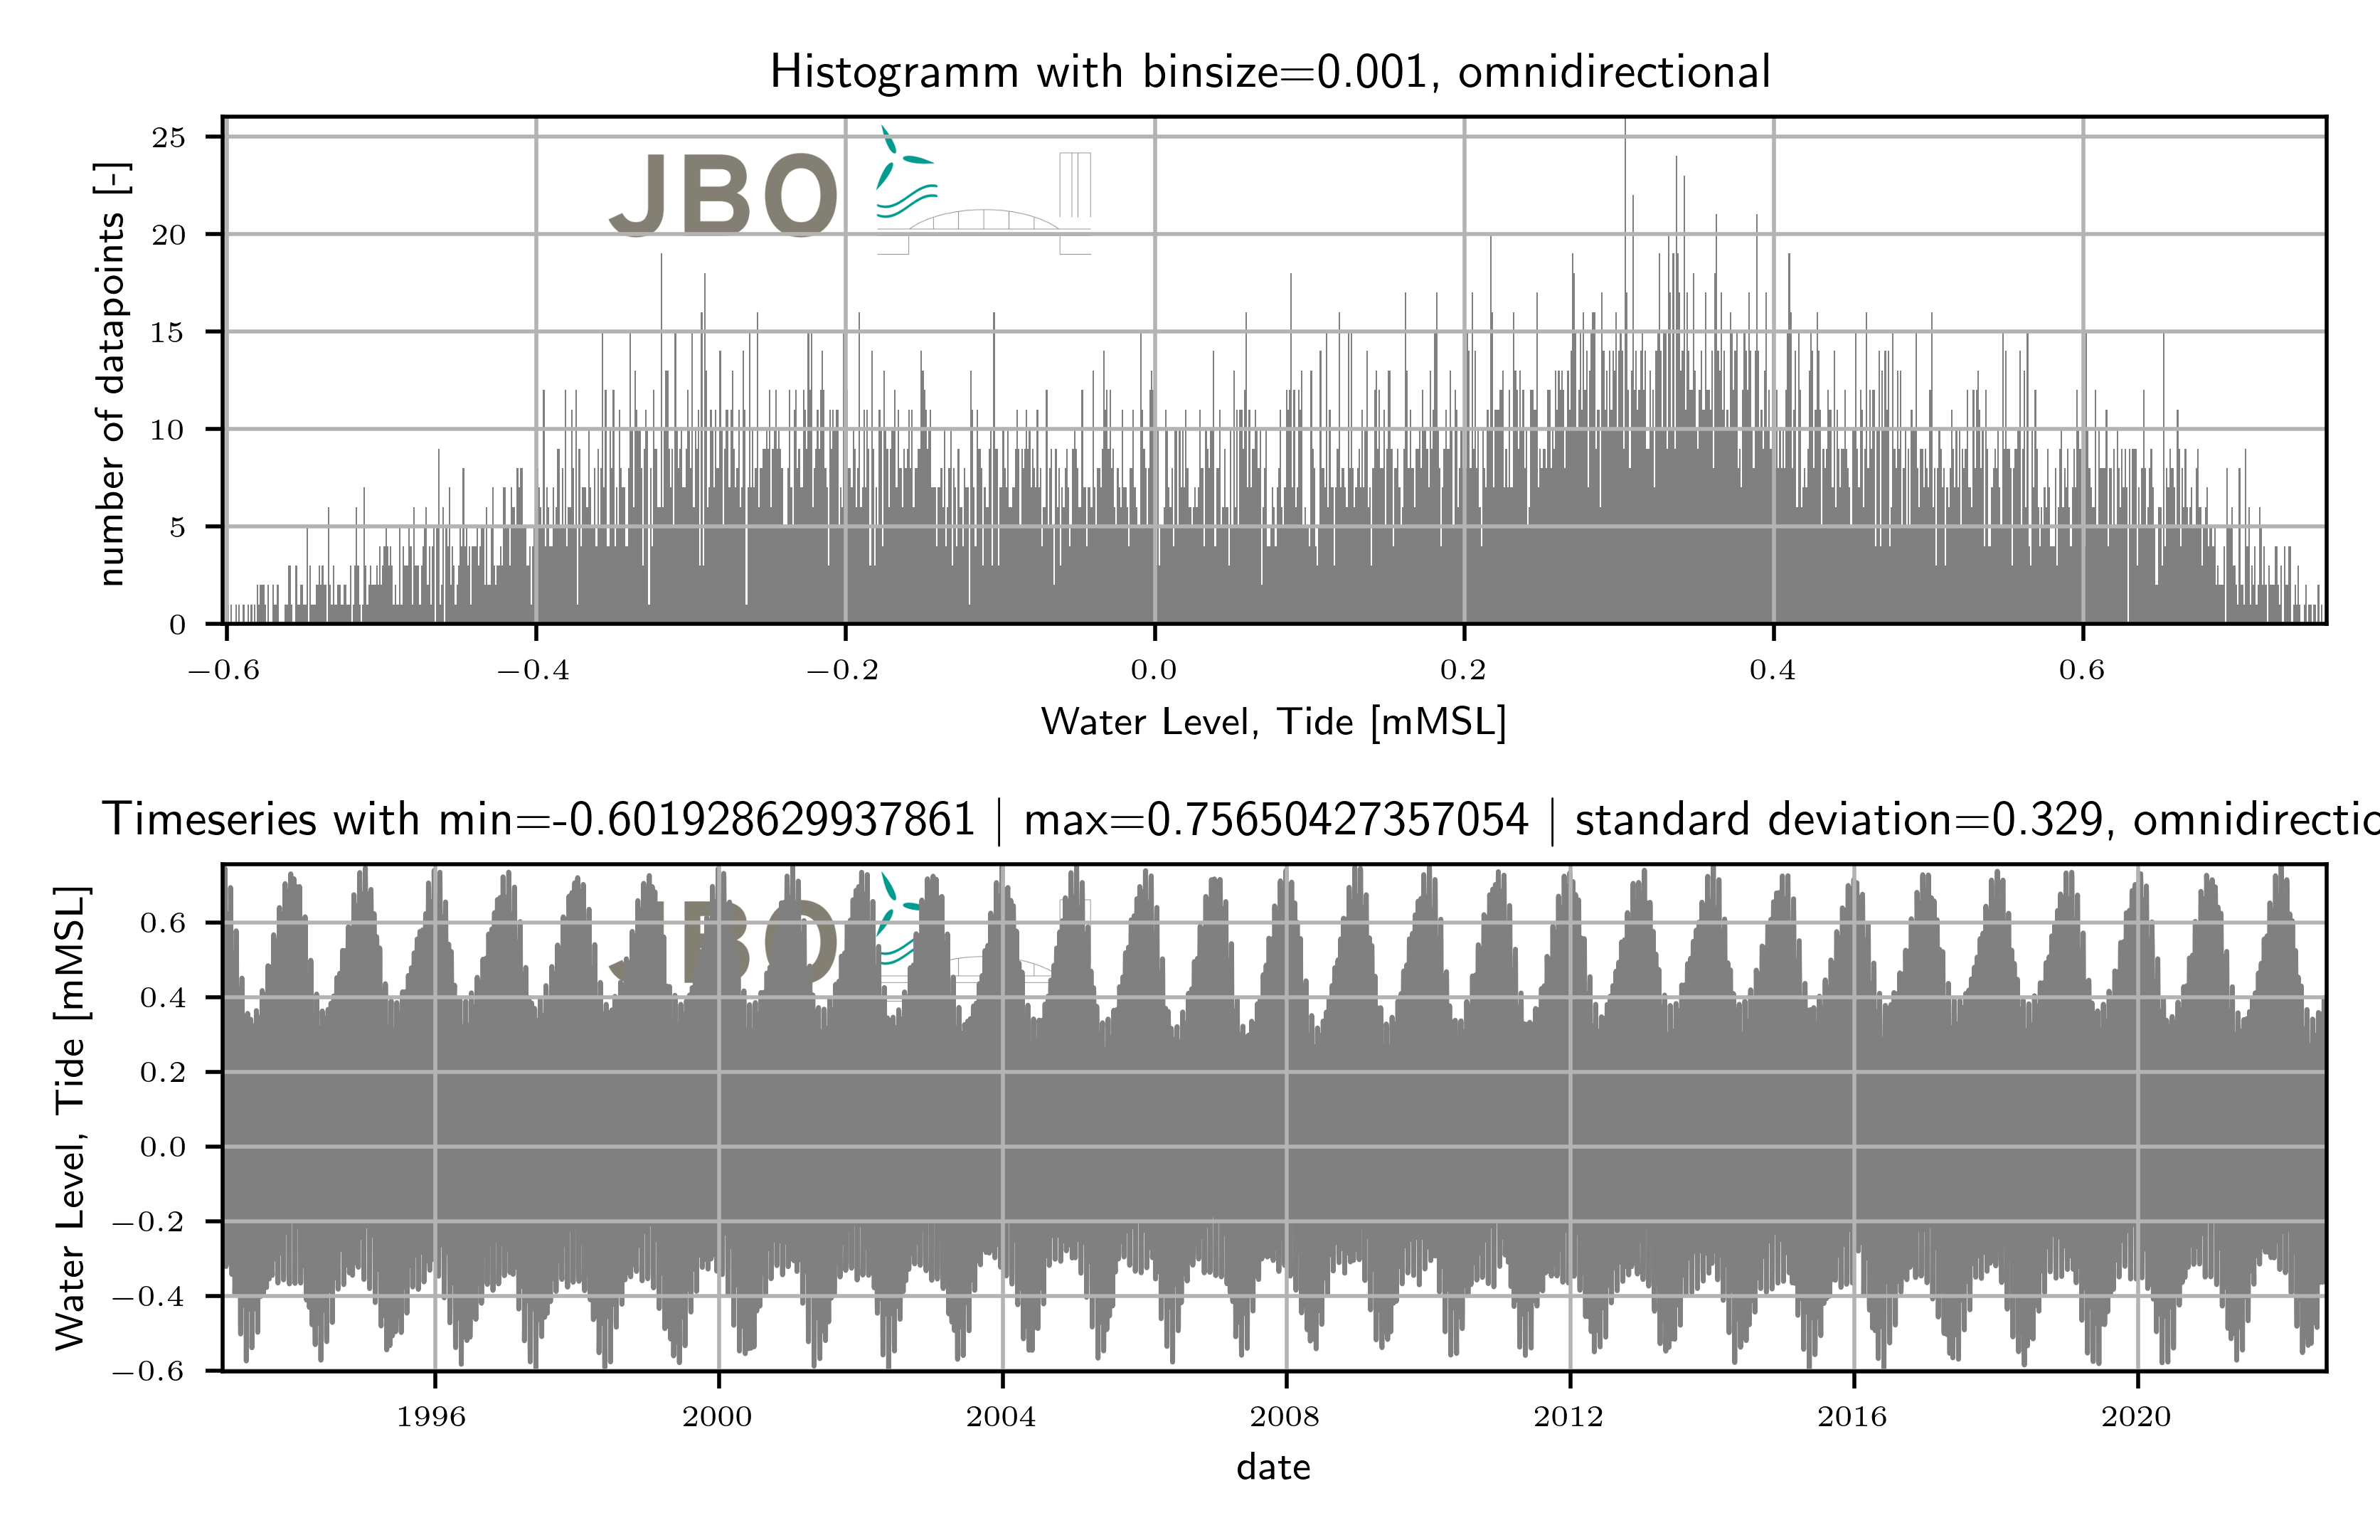 Histogramm with binsize=0.001, omnidirectional
25
20
15
10
5
0
number of datapoints [-]
JBO
−0.6 −0.4 −0.2 0.0 0.2 0.4 0.6
Water Level, Tide [mMSL]
Timeseries with min=-0.601928629937861 | max=0.75650427357054 | standard deviation=0.329, omnidirectio
0.6
0.4
0.2
0.0
−0.2
−0.4
−0.6
Water Level, Tide [mMSL]
JBO
1996 2000 2004 2008 2012 2016 2020
date